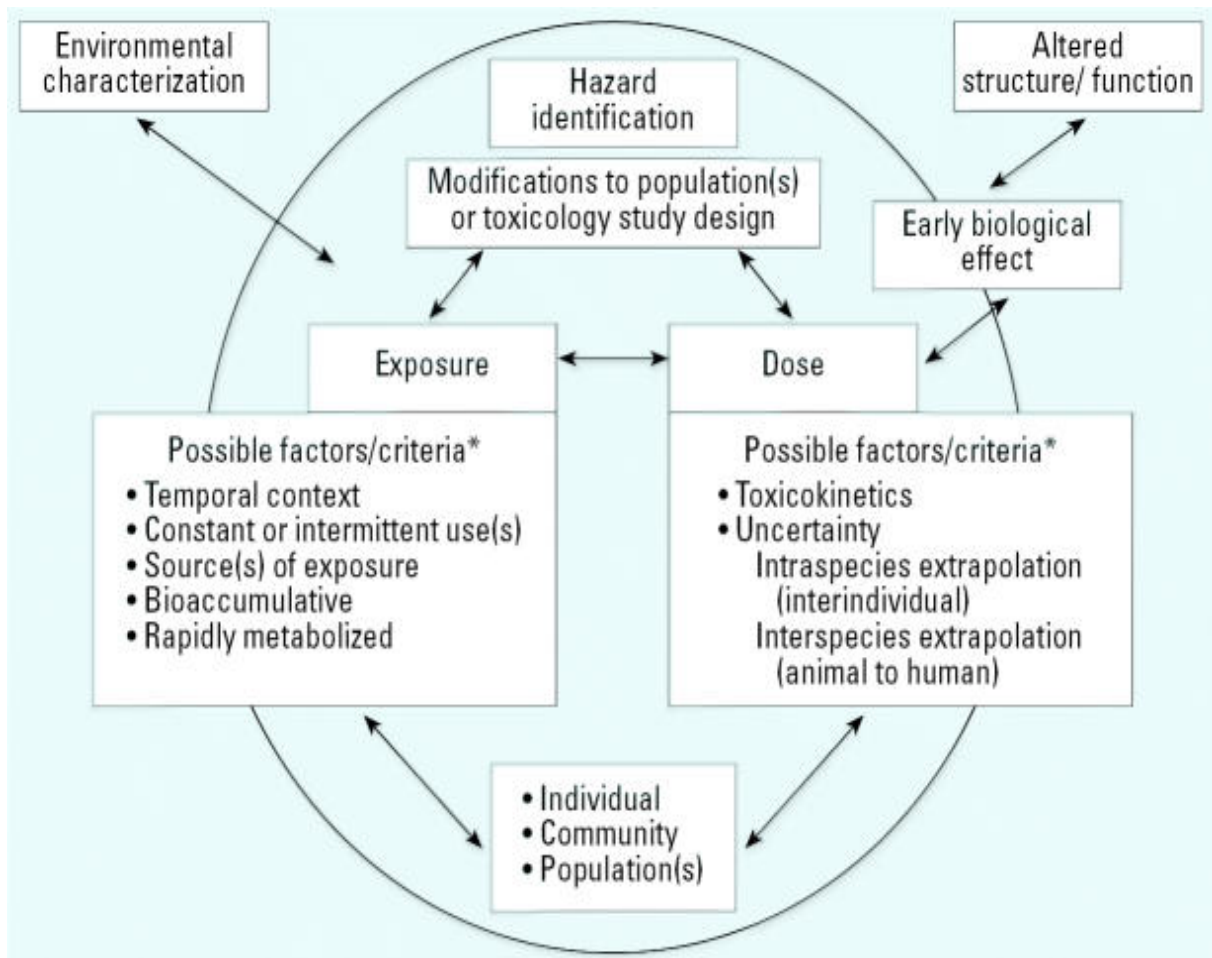 Environmental
characterization
Hazard
identification
Altered
structure/ function
Modifications to population(s)
or toxicology study design
Early biological
effect
Exposure
Dose
Possible factors/criteria*
• Temporal context
• Constant or intermittent use(s)
• Source(s) of exposure
• Bioaccumulative
• Rapidly metabolized
Possible factors/criteria*
• Toxicokinetics
• Uncertainty
Intraspecies extrapolation
(interindividual)
Interspecies extrapolation
(animal to human)
• Individual
• Community
• Population(s)